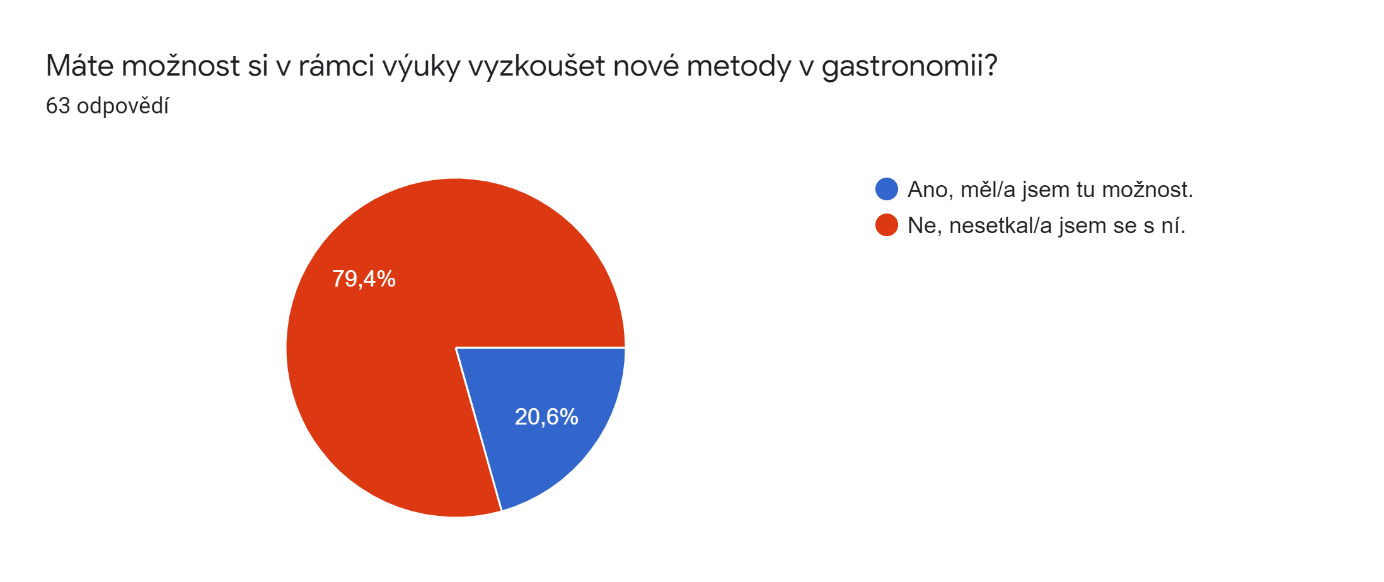 Máte možnost si v rámci výuky vyzkoušet nové metody v gastronomii?
63 odpovědí
Ano, měl/a jsem tu možnost.
Ne, nesetkal/a jsem se s ní.
79,4%
20,6%